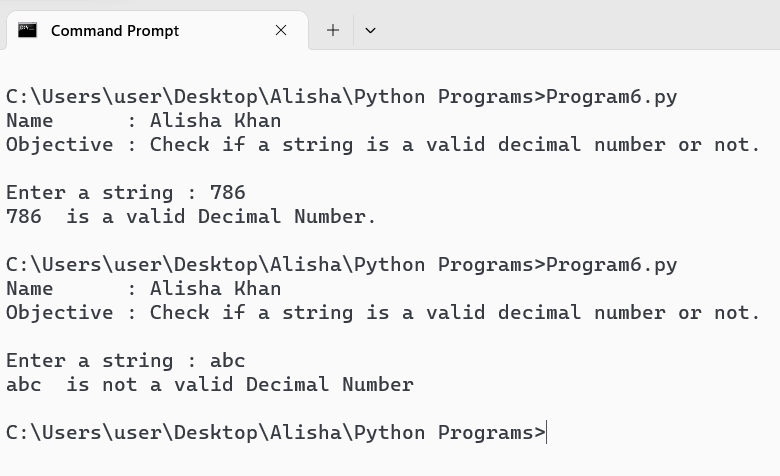 Command Prompt
C:\Users\user\Desktop\Alisha\Python Programs>Program6.py
Name      : Alisha Khan
Objective : Check if a string is a valid decimal number or not.
Enter a string : 786
786  is a valid Decimal Number.
C:\Users\user\Desktop\Alisha\Python Programs>Program6.py
Name      : Alisha Khan
Objective : Check if a string is a valid decimal number or not.
Enter a string : abc
abc  is not a valid Decimal Number
C:\Users\user\Desktop\Alisha\Python Programs>